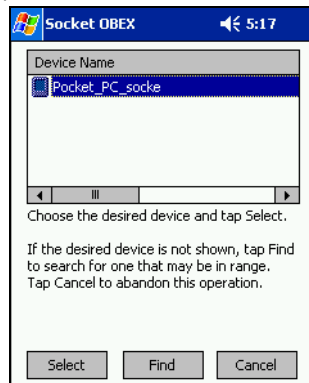 Socket OBEX 5:17
Device Name
Pocket_PC_socke
Choose the desired device and tap Select.
If the desired device is not shown, tap Find
to search for one that may be in range.
Tap Cancel to abandon this operation.
Select Find Cancel